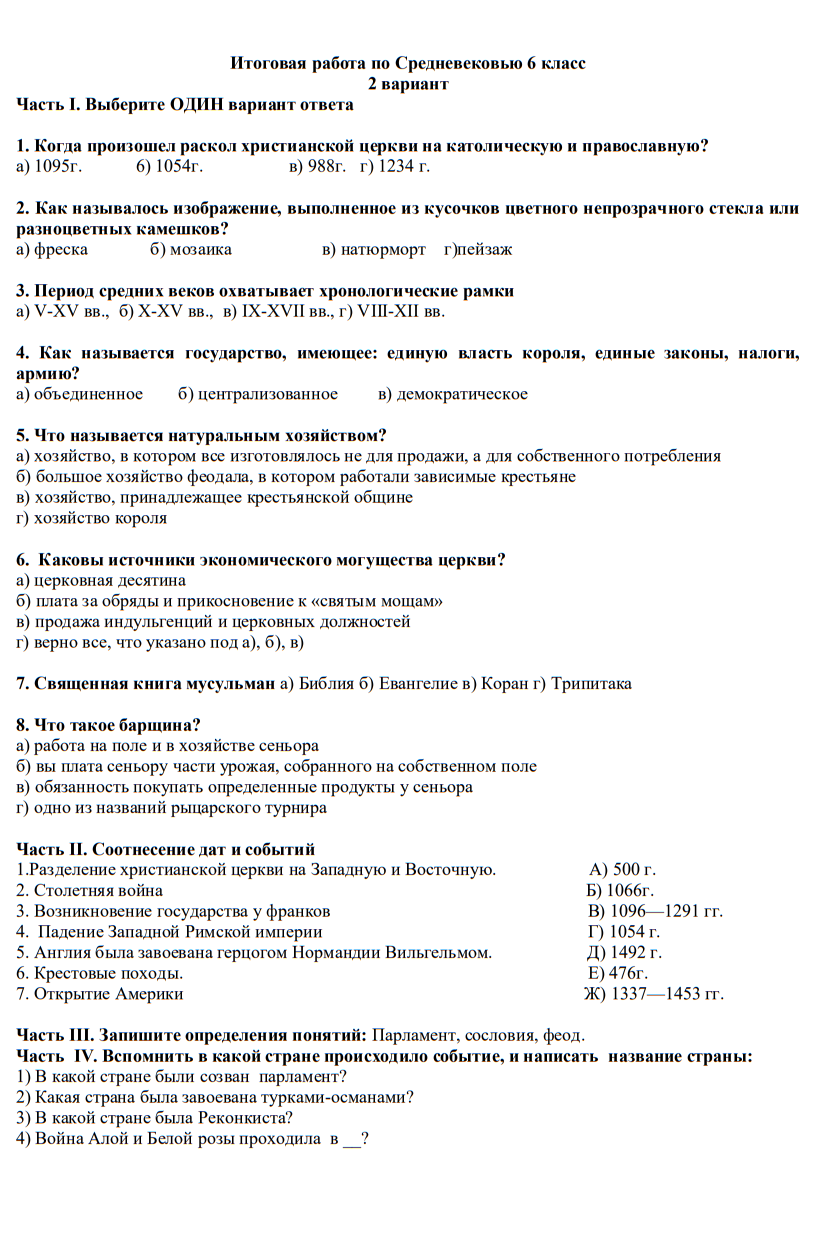 Итоговая работа по Средневековью 6 класс
2 вариант
Часть I. Выберите ОДИН вариант ответа
1. Когда произошел раскол христианской церкви на католическую и православную?
а) 1095г. б) 1054г. в) 988г. г) 1234 г.
2. Как называлось изображение, выполненное из кусочков цветного непрозрачного стекла или
разноцветных камешков?
а) фреска б) мозаика в) натюрморт г)пейзаж
3. Период средних веков охватывает хронологические рамки
а) V-XV вв., б) X-XV вв., в) IX-XVII вв., г) VIII-XII вв.
4. Как называется государство, имеющее: единую власть короля, единые законы, налоги,
армию?
а) объединенное б) централизованное в) демократическое
5. Что называется натуральным хозяйством?
а) хозяйство, в котором все изготовлялось не для продажи, а для собственного потребления
б) большое хозяйство феодала, в котором работали зависимые крестьяне
в) хозяйство, принадлежащее крестьянской общине
г) хозяйство короля
6. Каковы источники экономического могущества церкви?
а) церковная десятина
б) плата за обряды и прикосновение к «святым мощам»
в) продажа индульгенций и церковных должностей
г) верно все, что указано под а), б), в)
7. Священная книга мусульман а) Библия б) Евангелие в) Коран г) Трипитака
8. Что такое барщина?
а) работа на поле и в хозяйстве сеньора
б) вы плата сеньору части урожая, собранного на собственном поле
в) обязанность покупать определенные продукты у сеньора
г) одно из названий рыцарского турнира
Часть II. Соотнесение дат и событий
1.Разделение христианской церкви на Западную и Восточную. А) 500 г.
2. Столетняя война Б) 1066г.
3. Возникновение государства у франков В) 1096—1291 гг.
4. Падение Западной Римской империи Г) 1054 г.
5. Англия была завоевана герцогом Нормандии Вильгельмом. Д) 1492 г.
6. Крестовые походы. Е) 476г.
7. Открытие Америки Ж) 1337—1453 гг.
Часть III. Запишите определения понятий: Парламент, сословия, феод.
Часть IV. Вспомнить в какой стране происходило событие, и написать название страны:
1) В какой стране были созван парламент?
2) Какая страна была завоевана турками-османами?
3) В какой стране была Реконкиста?
4) Война Алой и Белой розы проходила в __?